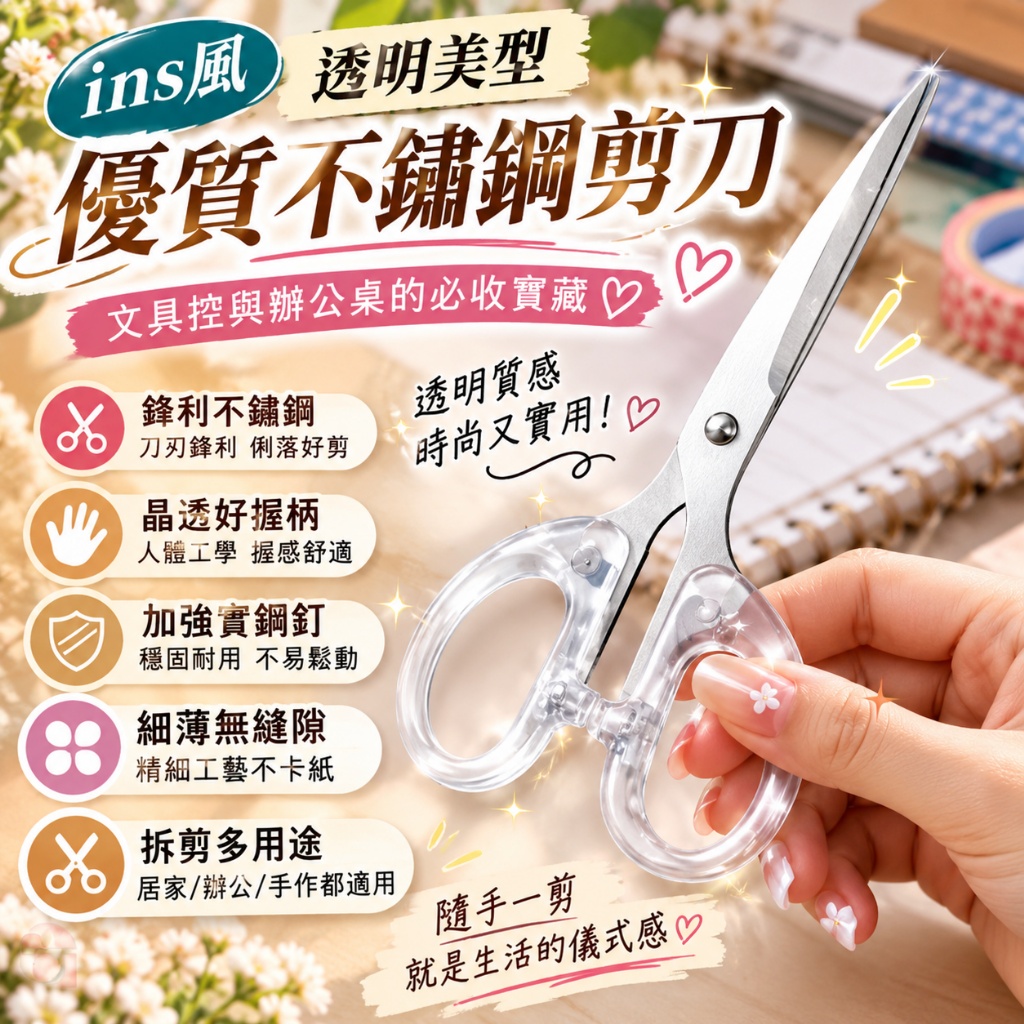 ins風
透明美型
優質不鏽鋼剪刀
文具控與辦公桌的必收寶藏
透明質感
時尚又實用!
鋒利不鏽鋼
刀刃鋒利 俐落好剪
晶透好握柄
人體工學 握感舒適
加強實鋼釘
穩固耐用 不易鬆動
細薄無縫隙
精細工藝不卡紙
拆剪多用途
居家/辦公/手作都適用
隨手一剪
就是生活的儀式感